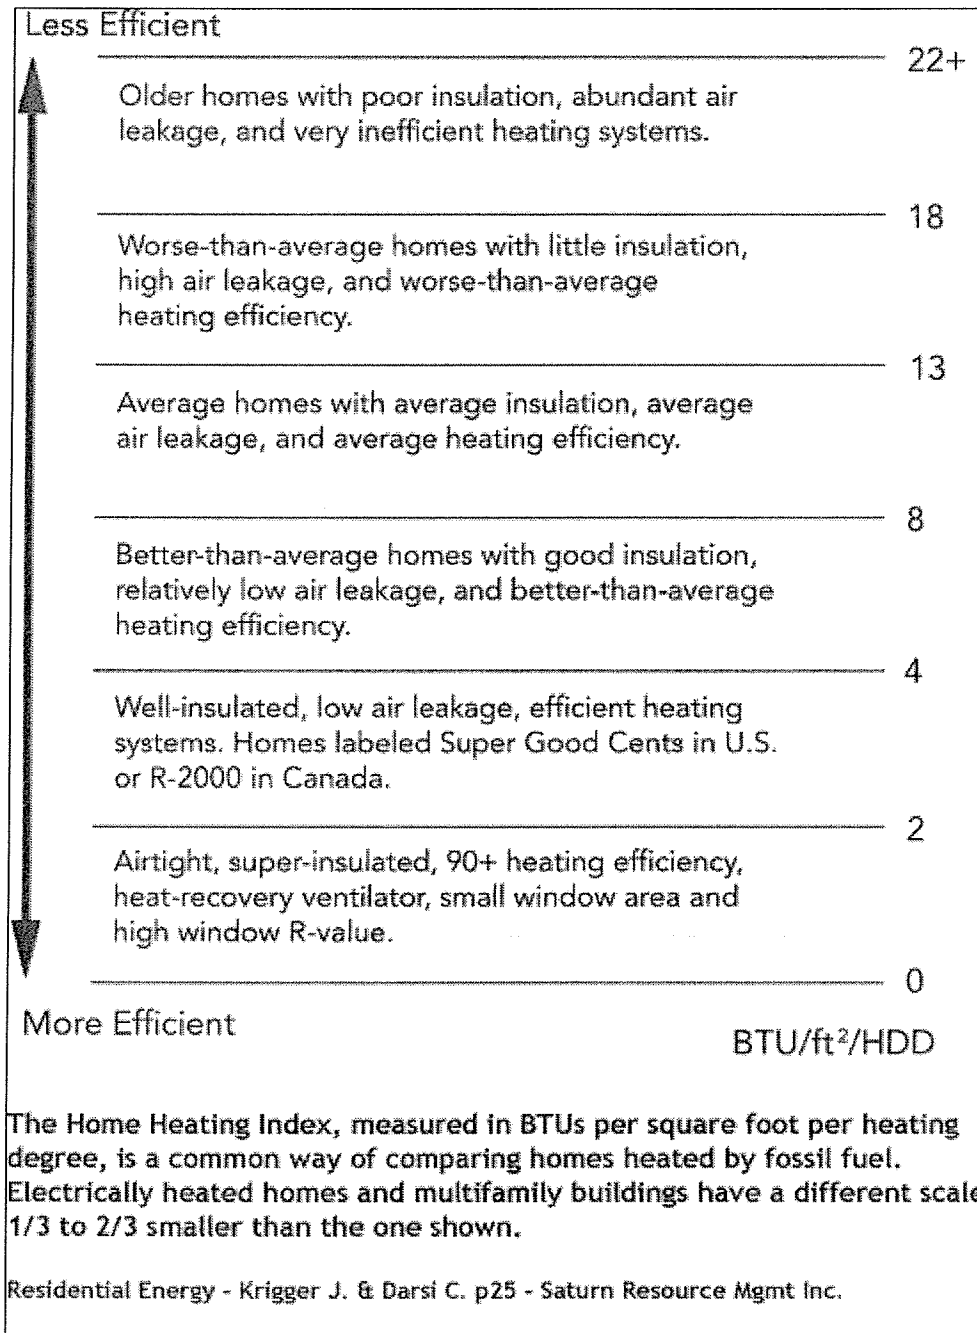 Less Efficient
22+
Older homes with poor insulation, abundant air
leakage, and very inefficient heating systems.
18
Worse-than-average homes with little insulation,
high air leakage, and worse-than-average
heating efficiency.
13
Average homes with average insulation, average
air leakage, and average heating efficiency.
8
Better-than-average homes with good insulation,
relatively low air leakage, and better-than-average
heating efficiency.
4
Well-insulated, low air leakage, efficient heating
systems. Homes labeled Super Good Cents in U.S.
or R-2000 in Canada.
2
Airtight, super-insulated, 90+ heating efficiency,
heat-recovery ventilator, small window area and
high window R-value.
0
More Efficient
BTU/ft²/HDD
The Home Heating Index, measured in BTUs per square foot per heating
degree, is a common way of comparing homes heated by fossil fuel.
Electrically heated homes and multifamily buildings have a different scale
1/3 to 2/3 smaller than the one shown.
Residential Energy - Krigger J. & Darsi C. p25 - Saturn Resource Mgmt Inc.